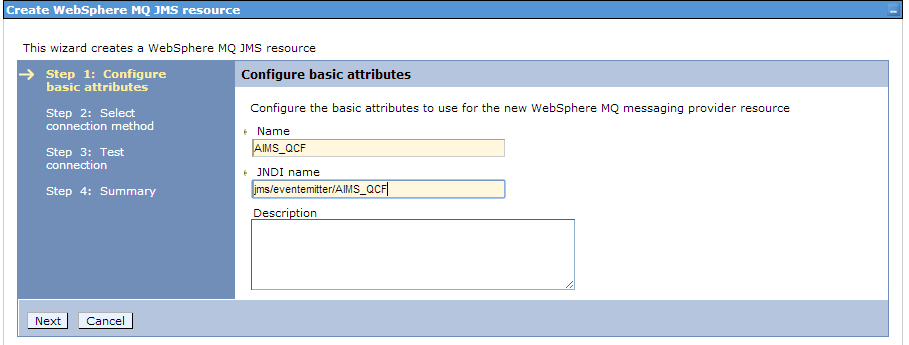 Create WebSphere MQ JMS resource
This wizard creates a WebSphere MQ JMS resource
Step 1: Configure
basic attributes
Step 2: Select
connection method
Step 3: Test
connection
Step 4: Summary
Configure basic attributes
Configure the basic attributes to use for the new WebSphere MQ messaging provider resource
Name
AIMS_QCF
JNDI name
jms/eventemitter/AIMS_QCF
Description
Next
Cancel